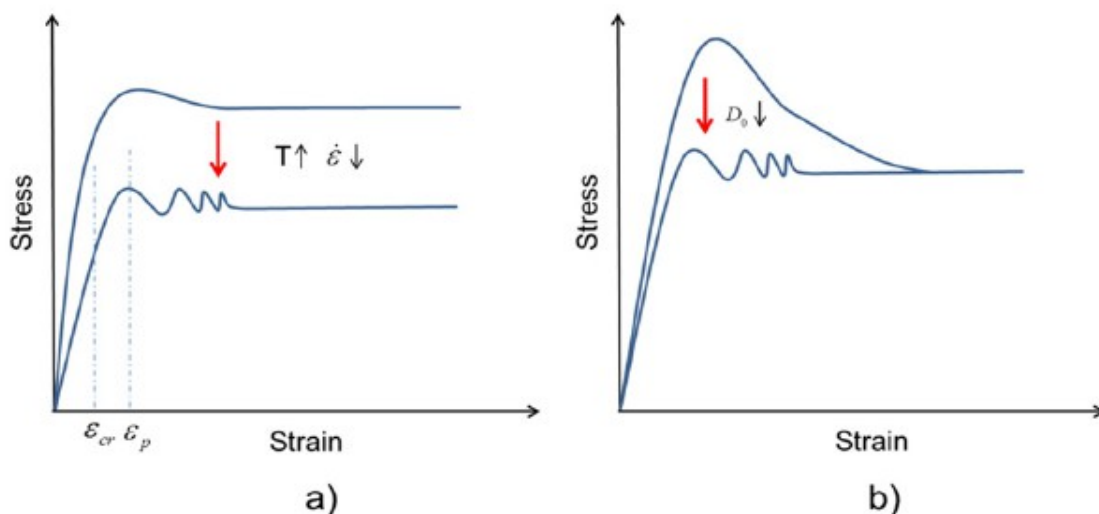 Stress
T↑ ε̇↓
ε_cr ε_p
Strain
a)
Stress
D₀↓
Strain
b)